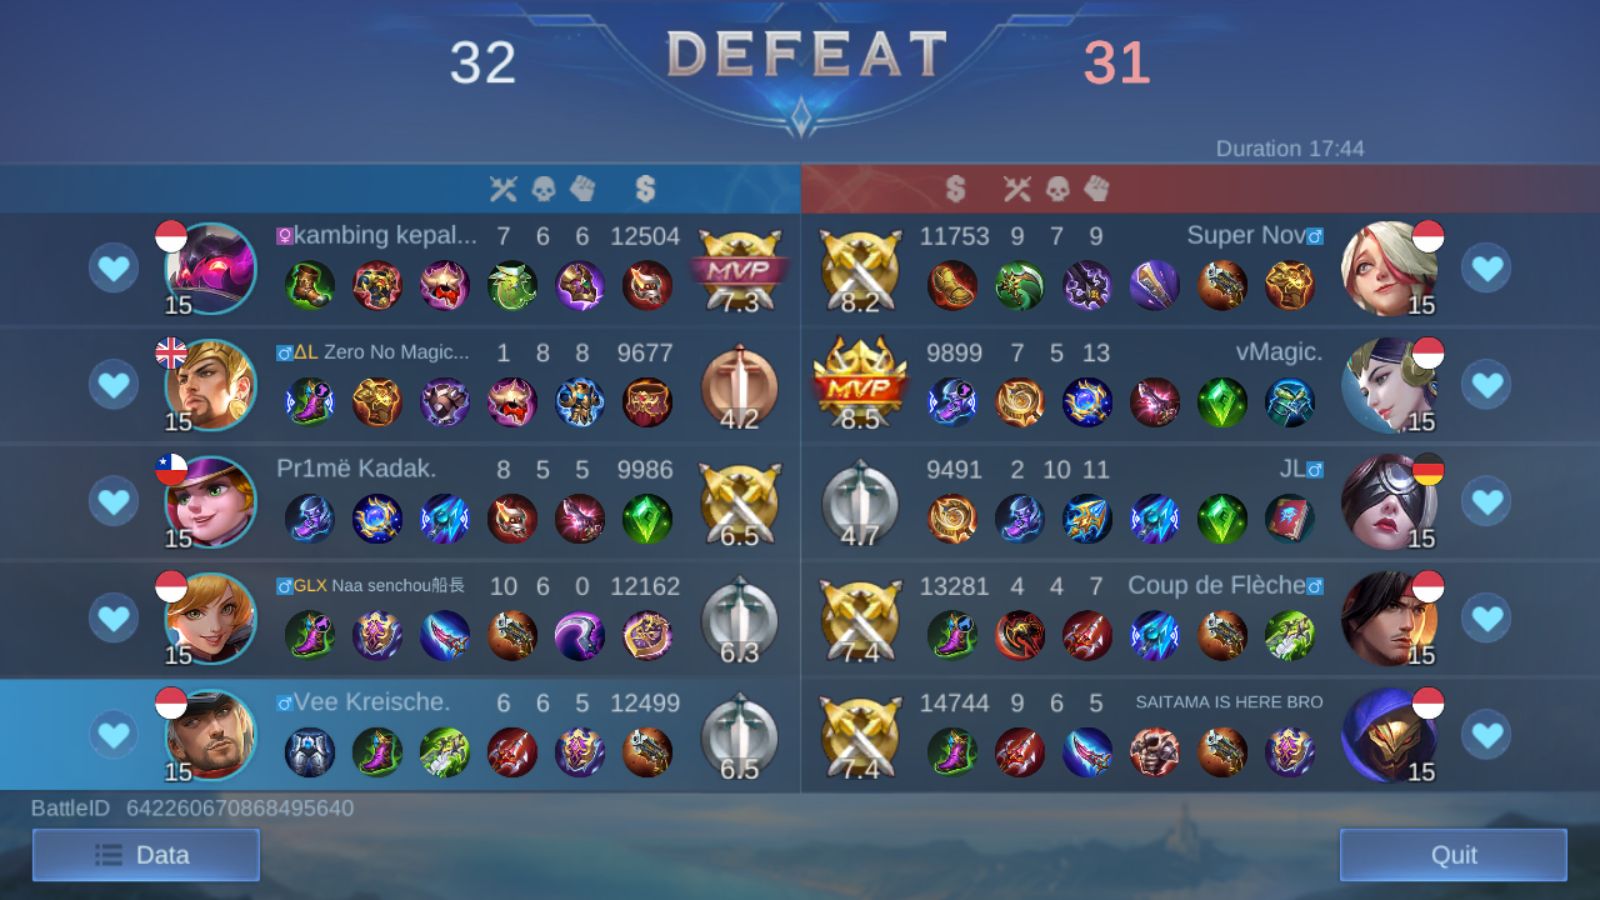 32 DEFEAT 31
Duration 17:44
kambing kepal... 7 6 6 12504 MVP 7.3
15
8.2 11753 9 7 9 Super Nov
15
ΔL Zero No Magic... 1 8 8 9677 4.2
15
MVP 8.5 9899 7 5 13 vMagic.
15
Pr1më Kadak. 8 5 5 9986 6.5
15
4.7 9491 2 10 11 JL
15
GLX Naa senchou船長 10 6 0 12162 6.3
15
7.4 13281 4 4 7 Coup de Flèche
15
Vee Kreische. 6 6 5 12499 6.5
15
7.4 14744 9 6 5 SAITAMA IS HERE BRO
15
BattleID 642260670868495640
Data
Quit